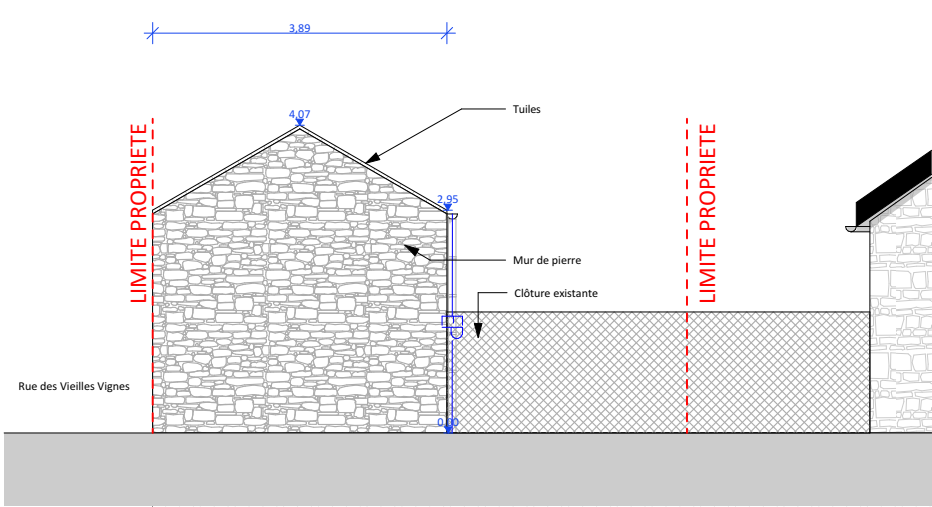 3,89
4,07
Tuiles
LIMITE PROPRIETE
LIMITE PROPRIETE
2,95
Mur de pierre
Clôture existante
Rue des Vieilles Vignes
0,00